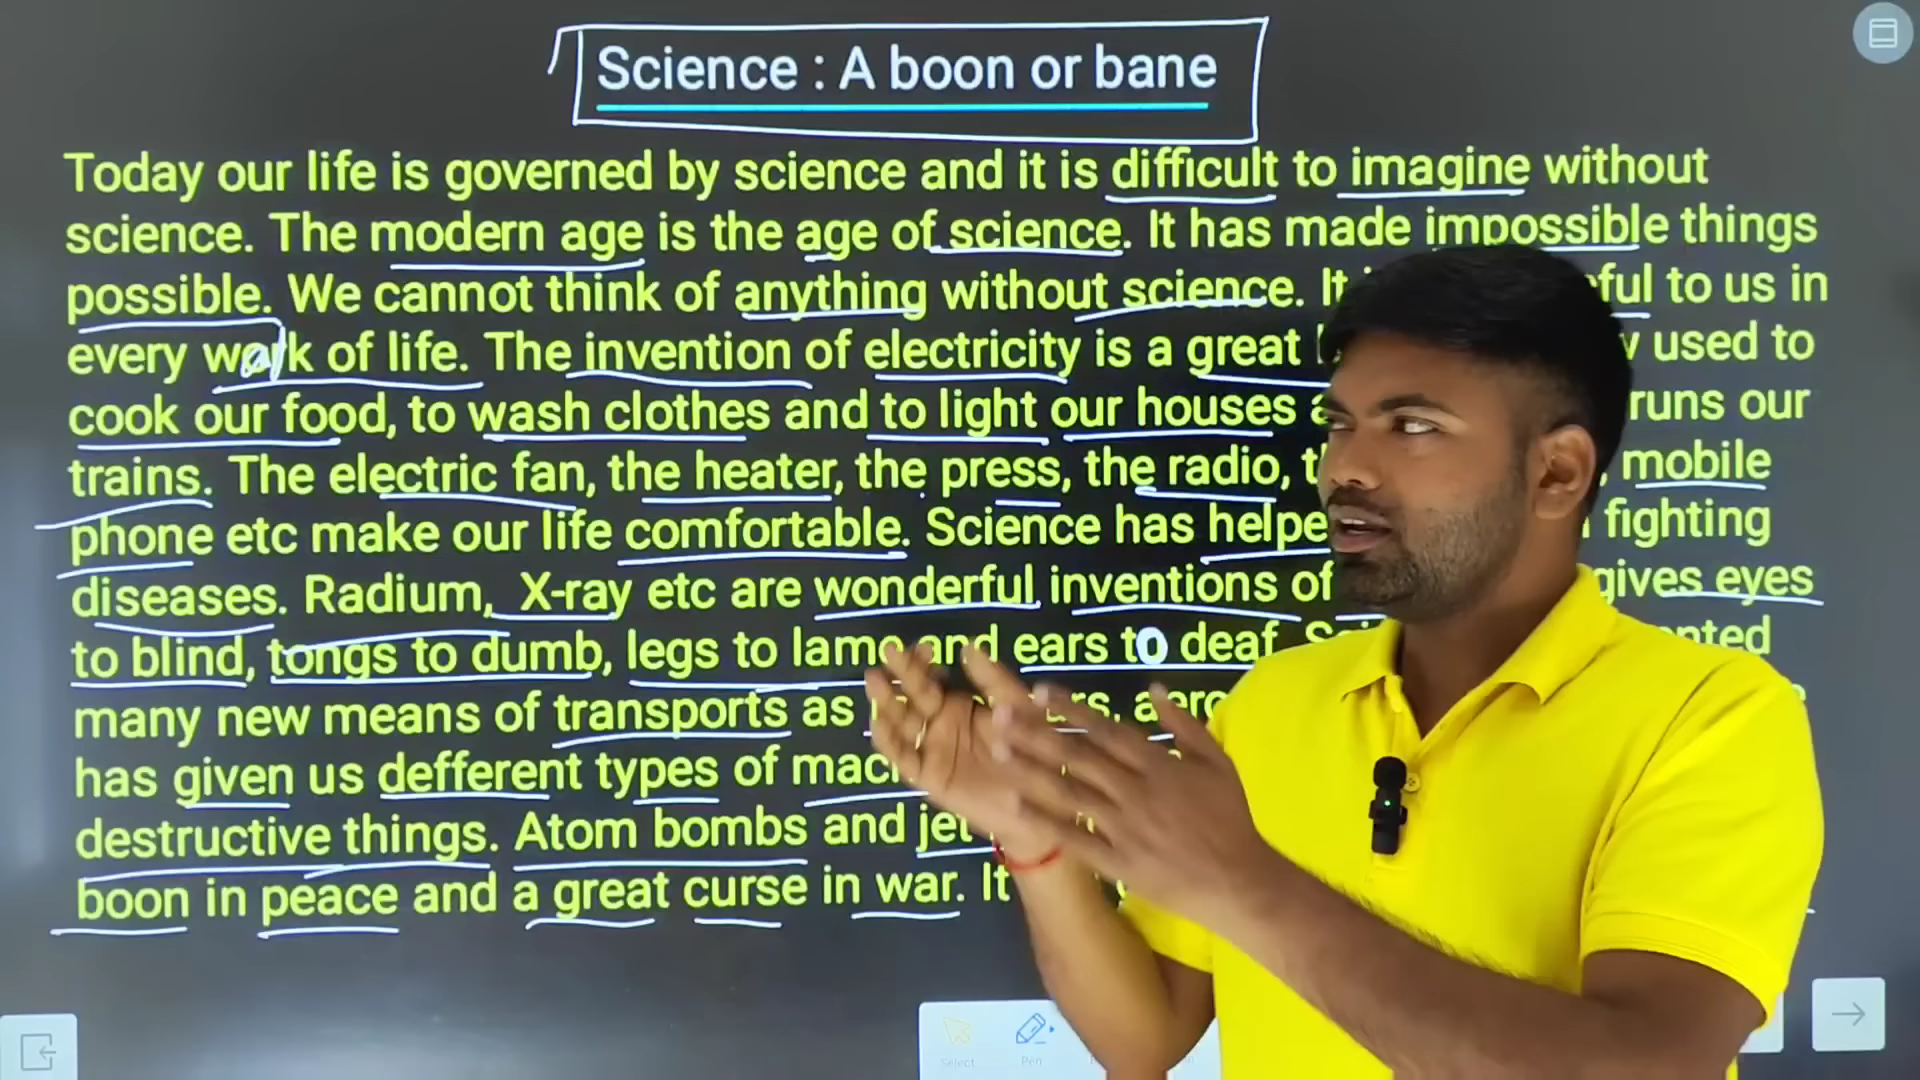 Science : A boon or bane
Today our life is governed by science and it is difficult to imagine without
science. The modern age is the age of science. It has made impossible things
possible. We cannot think of anything without science. It to us in
every walk of life. The invention of electricity is a great used to
cook our food, to wash clothes and to light our houses runs our
trains. The electric fan, the heater, the press, the radio, mobile
phone etc make our life comfortable. Science has fighting
diseases. Radium, X-ray etc are wonderful inventions of gives eyes
to blind, tongs to dumb, legs to lame and ears to deaf.
many new means of transports as
has given us defferent types of
destructive things. Atom bombs and jet
boon in peace and a great curse in war. It
Select Pen